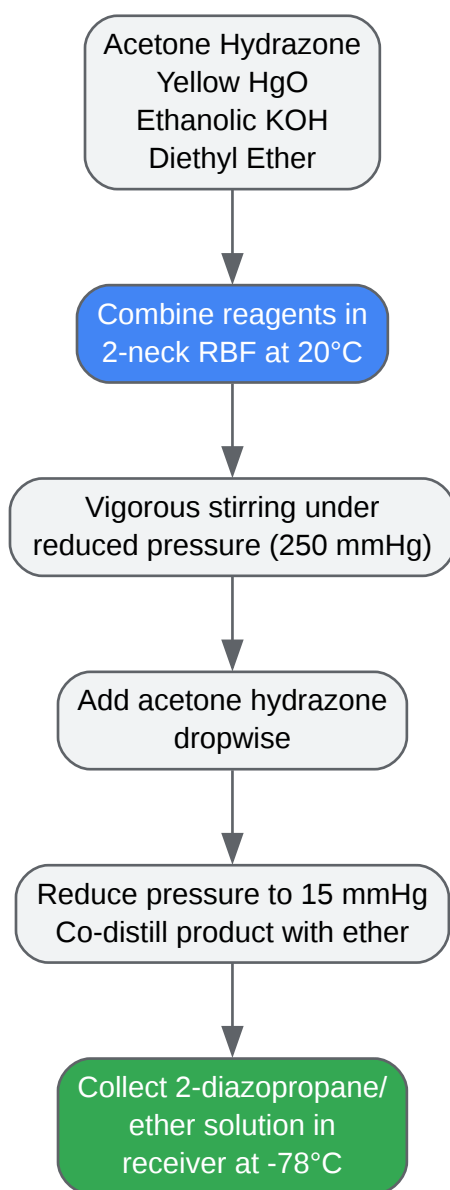 Acetone Hydrazone
Yellow HgO
Ethanolic KOH
Diethyl Ether
Combine reagents in
2-neck RBF at 20°C
Vigorous stirring under
reduced pressure (250 mmHg)
Add acetone hydrazone
dropwise
Reduce pressure to 15 mmHg
Co-distill product with ether
Collect 2-diazopropane/
ether solution in
receiver at -78°C